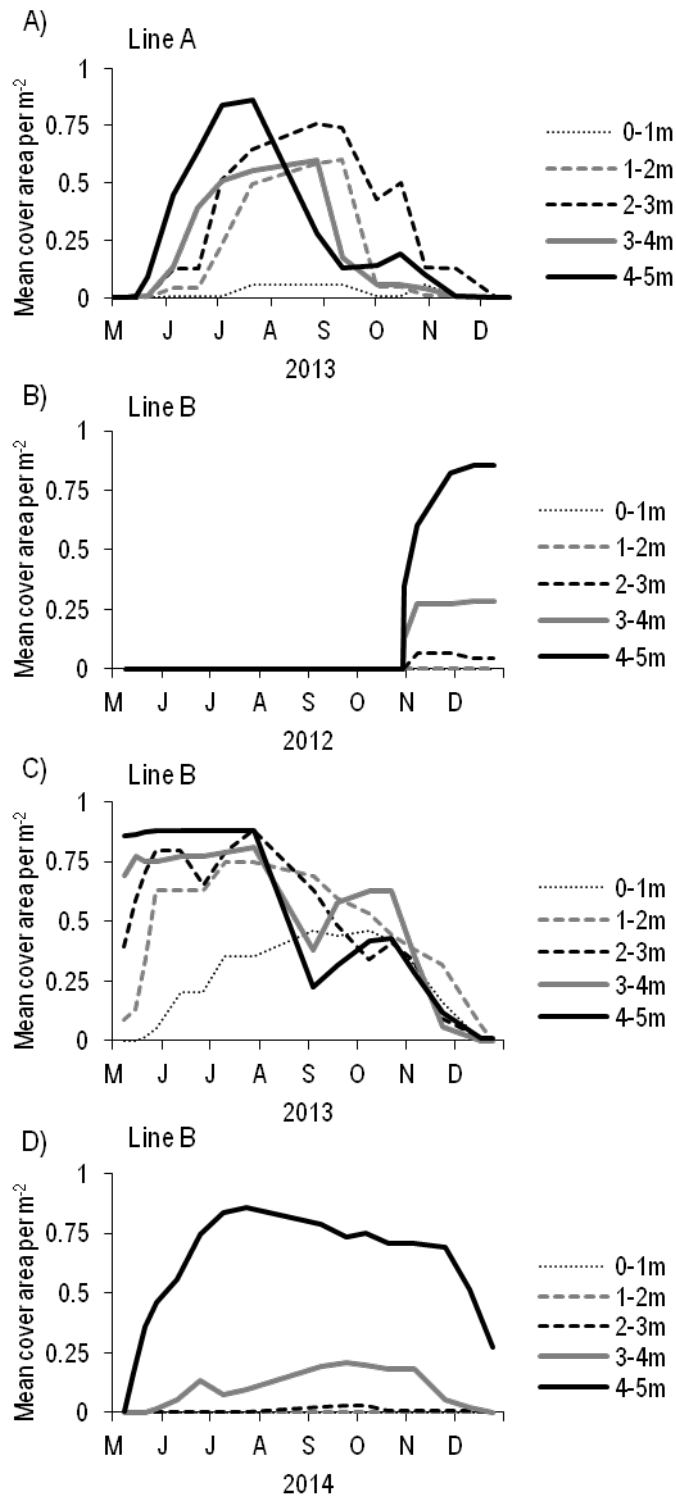 A)
Line A
Mean cover area per m-2
1
0.75
0.5
0.25
0
M J J A S O N D
2013
0-1m
1-2m
2-3m
3-4m
4-5m
B)
Line B
Mean cover area per m-2
1
0.75
0.5
0.25
0
M J J A S O N D
2012
0-1m
1-2m
2-3m
3-4m
4-5m
C)
Line B
Mean cover area per m-2
1
0.75
0.5
0.25
0
M J J A S O N D
2013
0-1m
1-2m
2-3m
3-4m
4-5m
D)
Line B
Mean cover area per m-2
1
0.75
0.5
0.25
0
M J J A S O N D
2014
0-1m
1-2m
2-3m
3-4m
4-5m